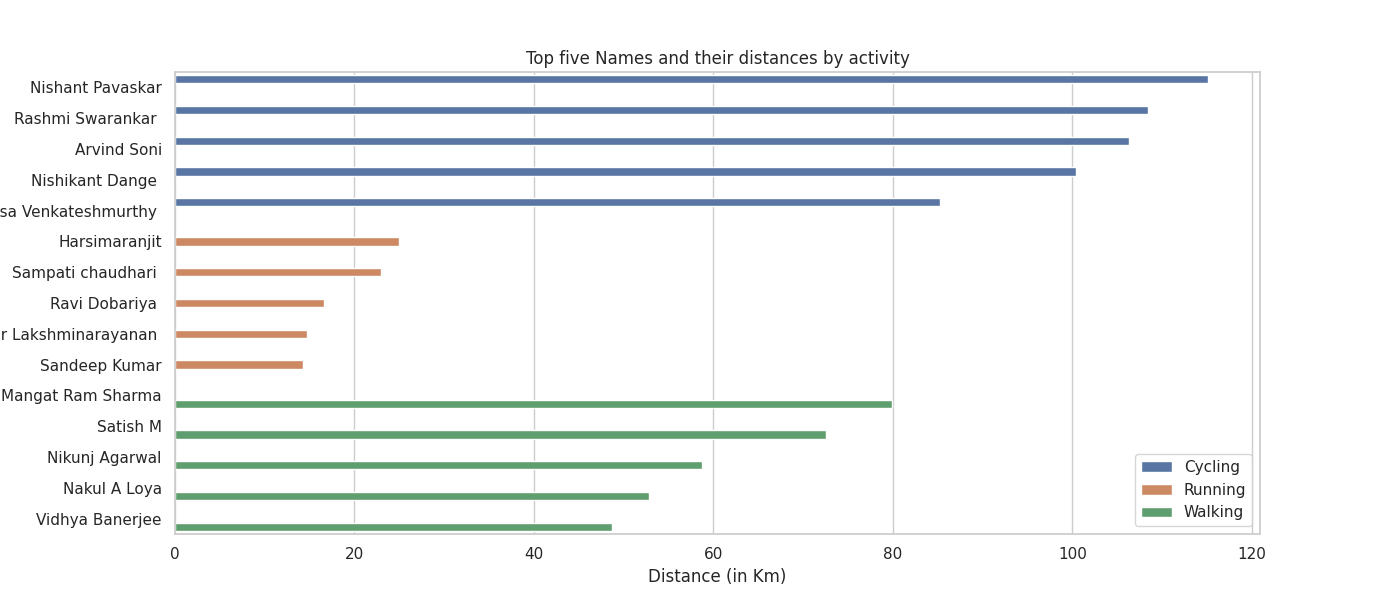 Top five Names and their distances by activity
Nishant Pavaskar
Rashmi Swarankar
Arvind Soni
Nishikant Dange
sa Venkateshmurthy
Harsimaranjit
Sampati chaudhari
Ravi Dobariya
r Lakshminarayanan
Sandeep Kumar
Mangat Ram Sharma
Satish M
Nikunj Agarwal
Nakul A Loya
Vidhya Banerjee
Cycling
Running
Walking
0 20 40 60 80 100 120
Distance (in Km)